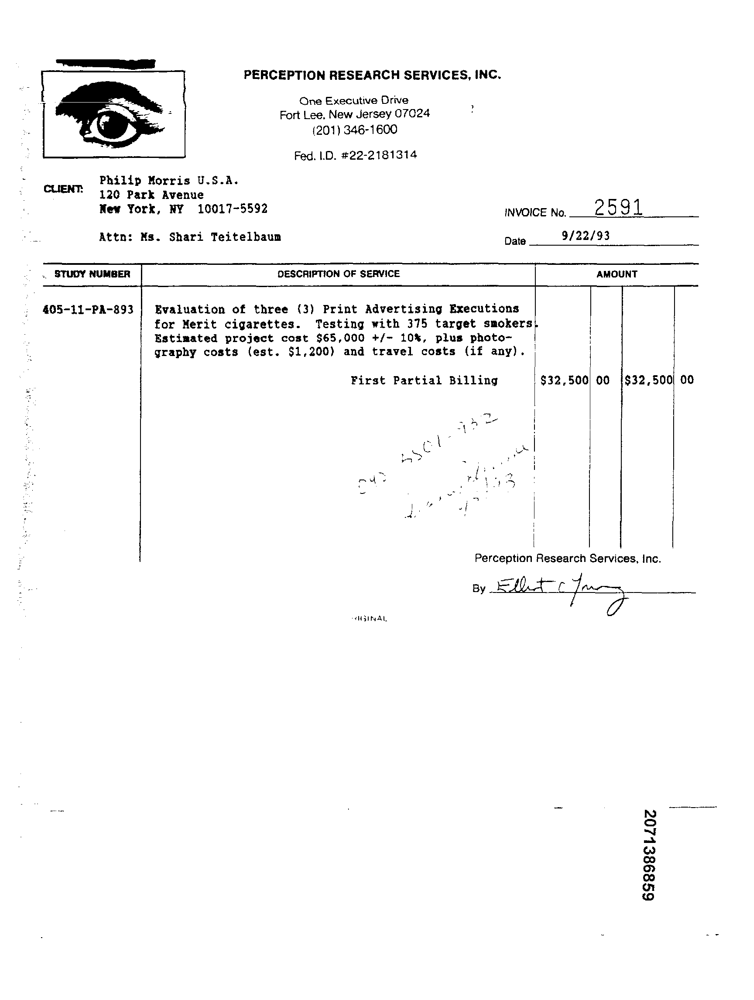 PERCEPTION RESEARCH SERVICES, INC.
One Executive Drive
Fort Lee, New Jersey 07024
(201) 346-1600
Fed. I.D. #22-2181314
CLIENT: Philip Morris U.S.A.
120 Park Avenue
New York, NY 10017-5592
Attn: Ms. Shari Teitelbaum
INVOICE No. 2591
Date 9/22/93
STUDY NUMBER DESCRIPTION OF SERVICE AMOUNT
405-11-PA-893 Evaluation of three (3) Print Advertising Executions
for Merit cigarettes. Testing with 375 target smokers.
Estimated project cost $65,000 +/- 10%, plus photo-
graphy costs (est. $1,200) and travel costs (if any).
First Partial Billing $32,500 00 $32,500 00
Perception Research Services, Inc.
By Elliot C Young
RIGINAL
2071386859